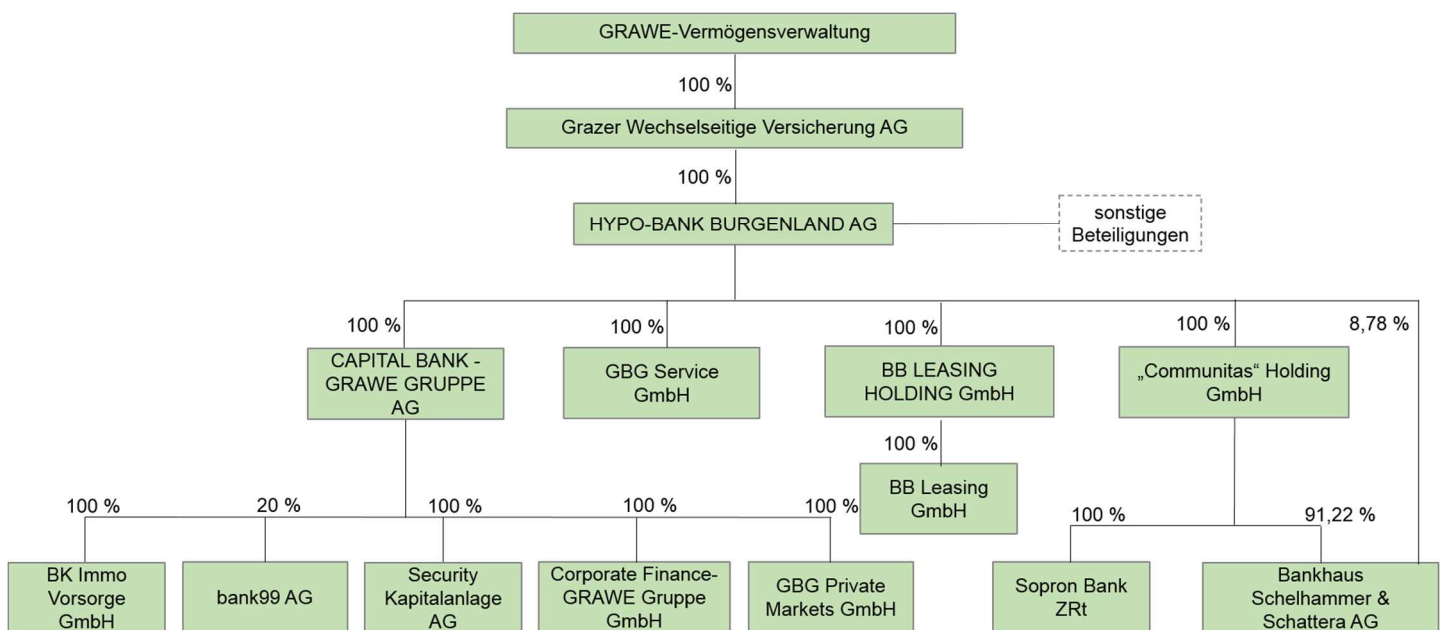 GRAWE-Vermögensverwaltung
100 %
Grazer Wechselseitige Versicherung AG
100 %
HYPO-BANK BURGENLAND AG
sonstige
Beteiligungen
100 %
100 %
100 %
100 %
8,78 %
CAPITAL BANK -
GRAWE GRUPPE
AG
GBG Service
GmbH
BB LEASING
HOLDING GmbH
„Communitas“ Holding
GmbH
100 %
BB Leasing
GmbH
100 %
20 %
100 %
100 %
100 %
100 %
91,22 %
BK Immo
Vorsorge
GmbH
bank99 AG
Security
Kapitalanlage
AG
Corporate Finance-
GRAWE Gruppe
GmbH
GBG Private
Markets GmbH
Sopron Bank
ZRt
Bankhaus
Schelhammer &
Schattera AG